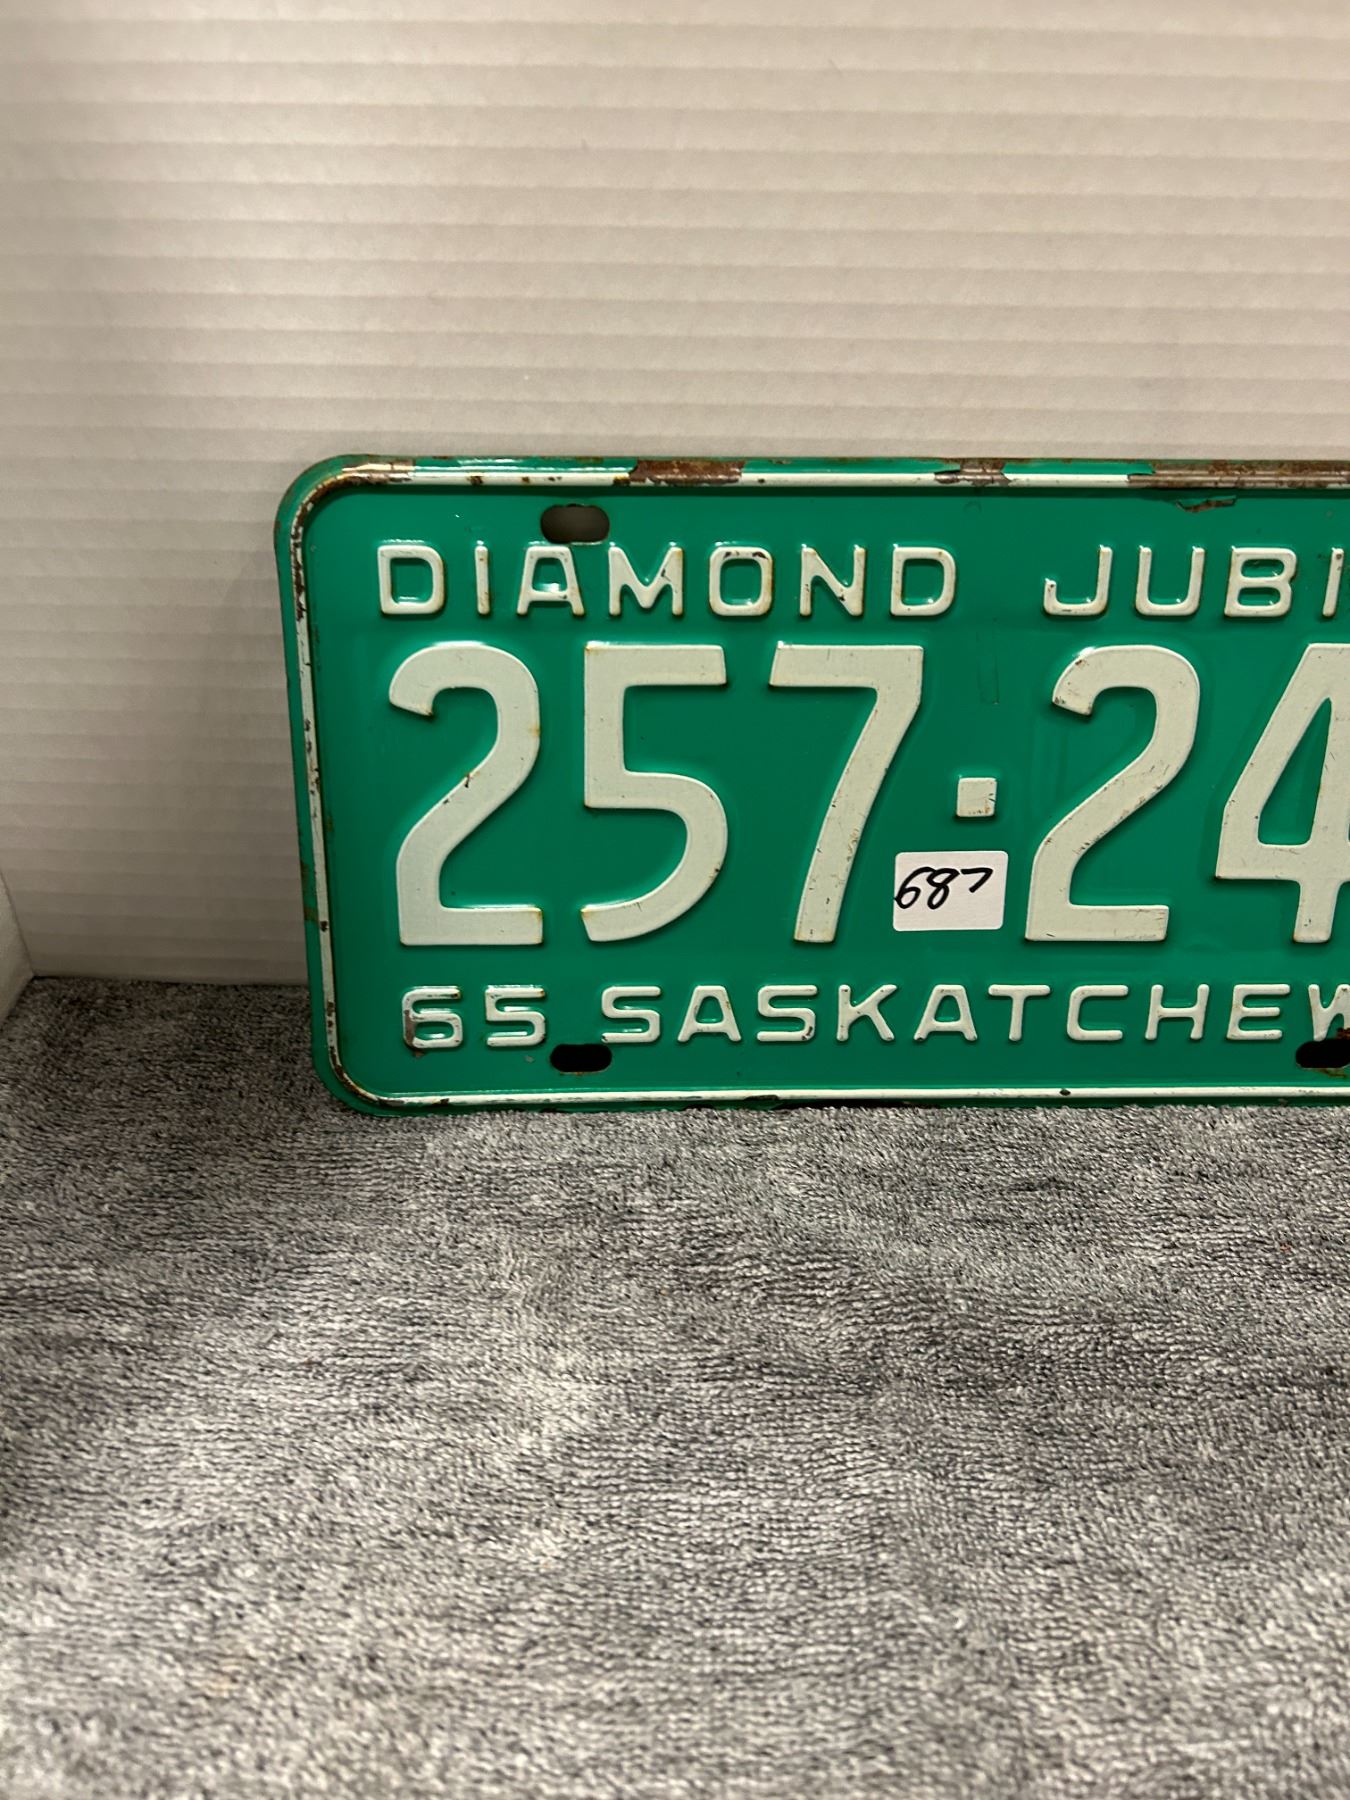 DIAMOND JUBI
257·24
687
65 SASKATCHEW